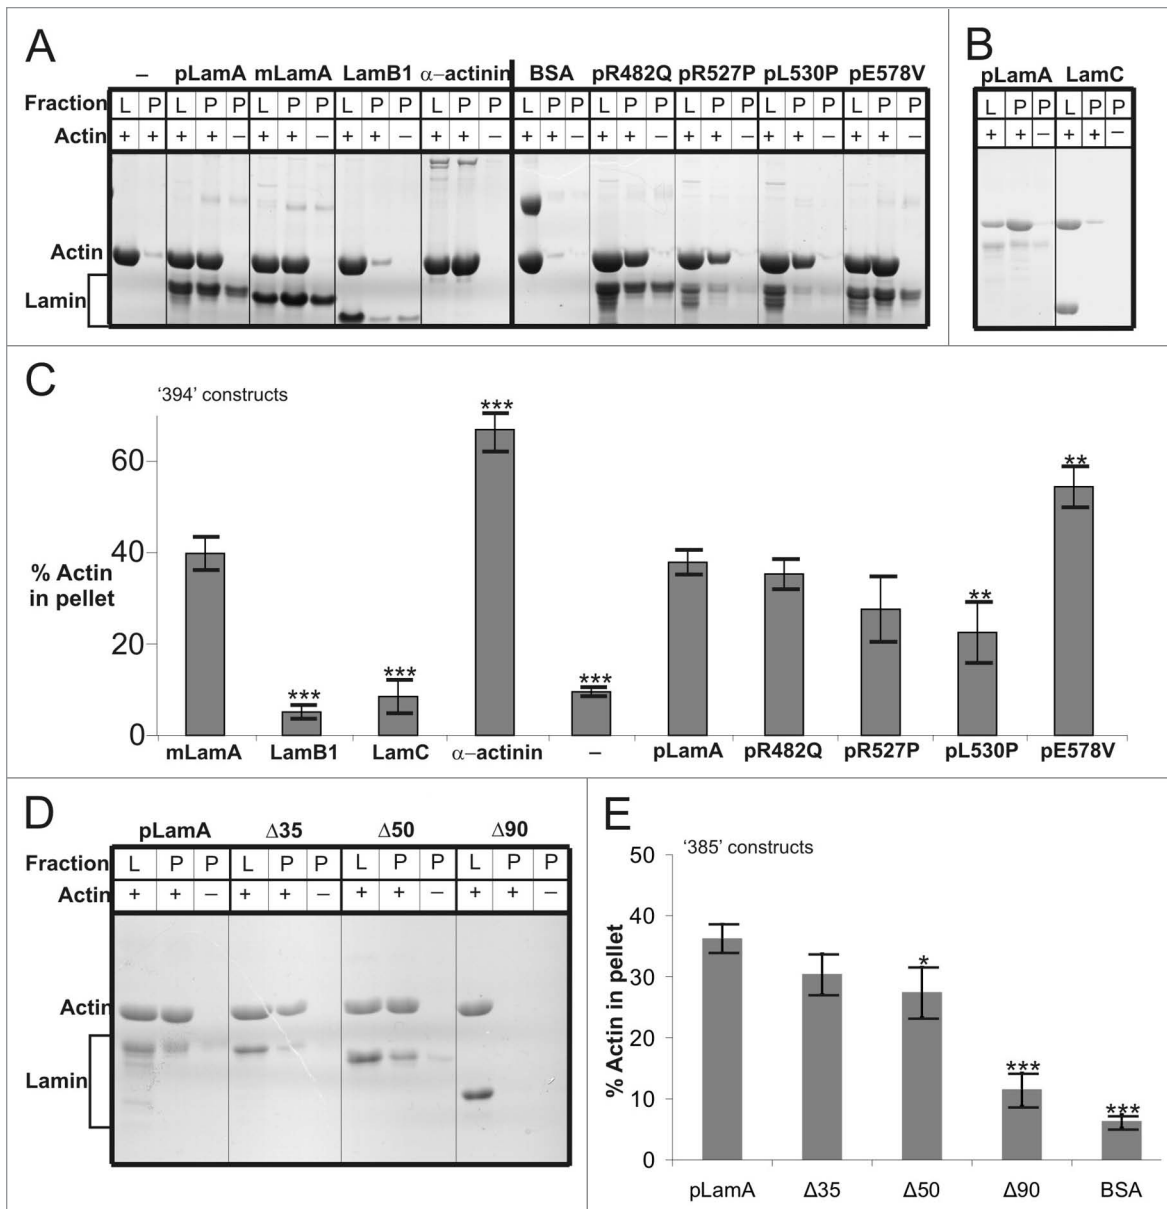 A
– pLamA mLamA LamB1 α–actinin BSA pR482Q pR527P pL530P pE578V
Fraction L P L P P L P P L P P L P P L P P L P P L P P L P P L P P
Actin + + + + – + + – + + – + + – + + – + + – + + – + + – + + –
Actin
Lamin
B
pLamA LamC
L P P L P P
+ + – + + –
C
'394' constructs
% Actin
in pellet
60
40
20
0
*** *** *** *** ** **
mLamA LamB1 LamC α–actinin – pLamA pR482Q pR527P pL530P pE578V
D
pLamA Δ35 Δ50 Δ90
Fraction L P P L P P L P P L P P
Actin + + – + + – + + – + + –
Actin
Lamin
E
'385' constructs
% Actin in pellet
50
40
30
20
10
0
* *** ***
pLamA Δ35 Δ50 Δ90 BSA